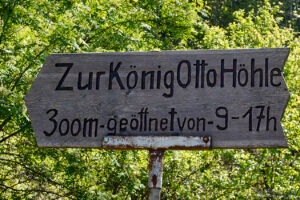 Zur König Otto Höhle
300m-geöffnet von-9-17h